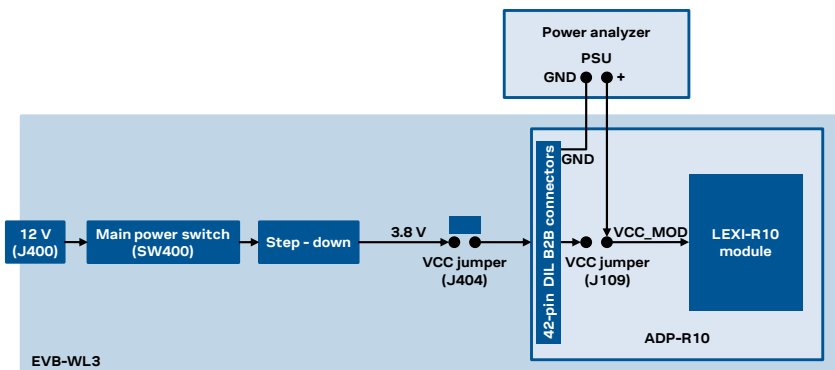 Power analyzer
PSU
GND +
GND
42-pin DIL B2B connectors
12 V
(J400)
Main power switch
(SW400)
Step - down
3.8 V
VCC jumper
(J404)
VCC jumper
(J109)
VCC_MOD
LEXI-R10
module
ADP-R10
EVB-WL3